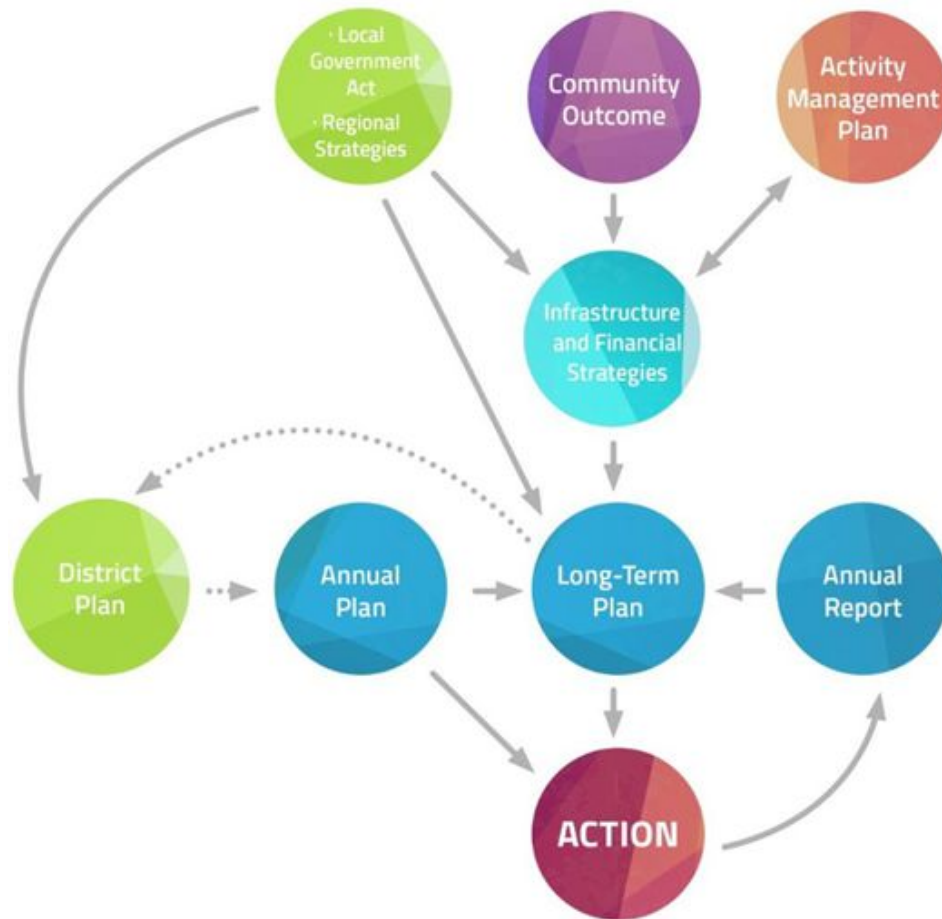 · Local
Government
Act
· Regional
Strategies
Community
Outcome
Activity
Management
Plan
Infrastructure
and Financial
Strategies
District
Plan
Annual
Plan
Long-Term
Plan
Annual
Report
ACTION